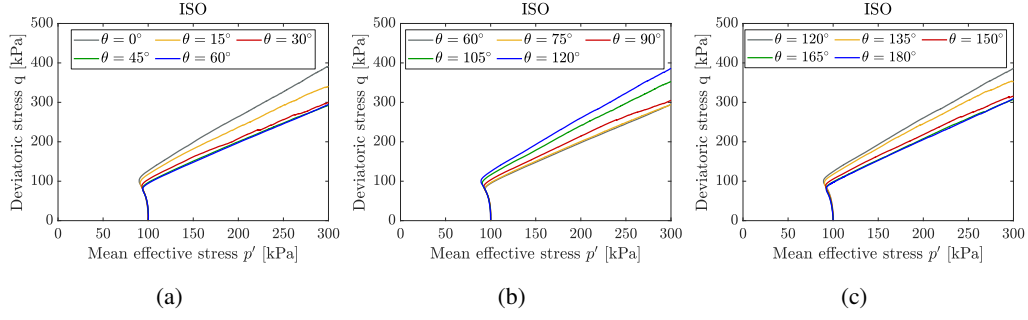 ISO
θ = 0° θ = 15° θ = 30°
θ = 45° θ = 60°
Deviatoric stress q [kPa]
500
400
300
200
100
0
0 50 100 150 200 250 300
Mean effective stress p′ [kPa]
(a)
ISO
θ = 60° θ = 75° θ = 90°
θ = 105° θ = 120°
Deviatoric stress q [kPa]
500
400
300
200
100
0
0 50 100 150 200 250 300
Mean effective stress p′ [kPa]
(b)
ISO
θ = 120° θ = 135° θ = 150°
θ = 165° θ = 180°
Deviatoric stress q [kPa]
500
400
300
200
100
0
0 50 100 150 200 250 300
Mean effective stress p′ [kPa]
(c)